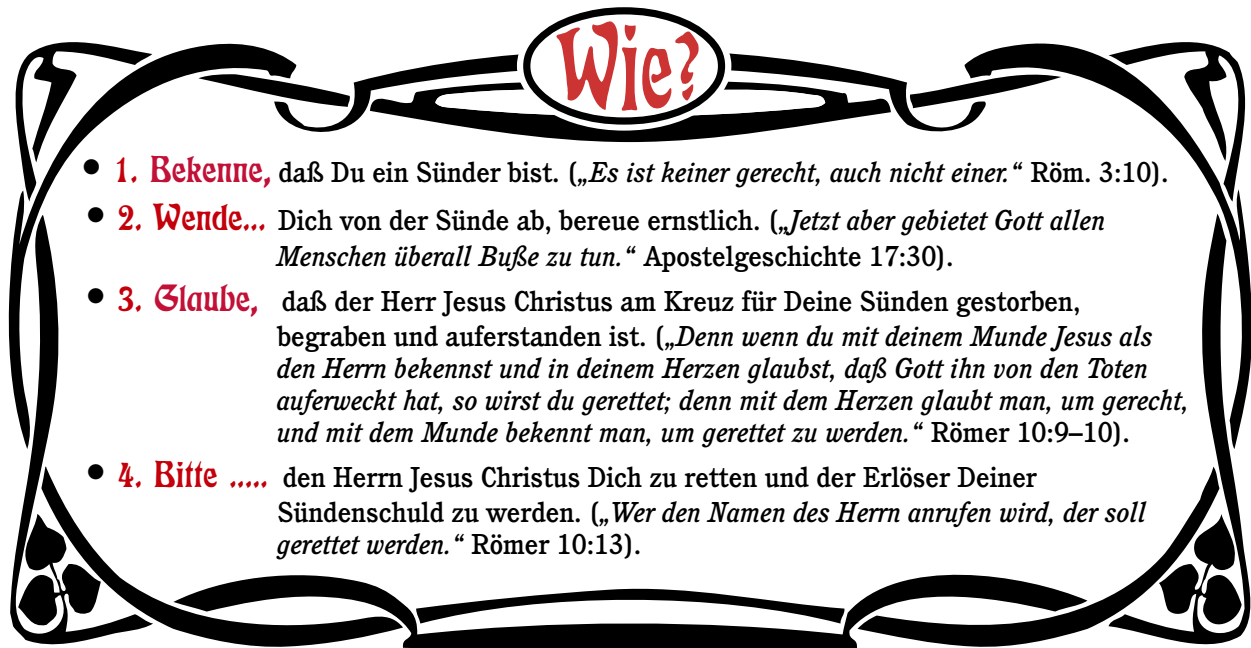 Wie?
• 1. Bekenne, daß Du ein Sünder bist. („Es ist keiner gerecht, auch nicht einer.“ Röm. 3:10).
• 2. Wende... Dich von der Sünde ab, bereue ernstlich. („Jetzt aber gebietet Gott allen
Menschen überall Buße zu tun.“ Apostelgeschichte 17:30).
• 3. Glaube, daß der Herr Jesus Christus am Kreuz für Deine Sünden gestorben,
begraben und auferstanden ist. („Denn wenn du mit deinem Munde Jesus als
den Herrn bekennst und in deinem Herzen glaubst, daß Gott ihn von den Toten
auferweckt hat, so wirst du gerettet; denn mit dem Herzen glaubt man, um gerecht,
und mit dem Munde bekennt man, um gerettet zu werden.“ Römer 10:9–10).
• 4. Bitte ..... den Herrn Jesus Christus Dich zu retten und der Erlöser Deiner
Sündenschuld zu werden. („Wer den Namen des Herrn anrufen wird, der soll
gerettet werden.“ Römer 10:13).